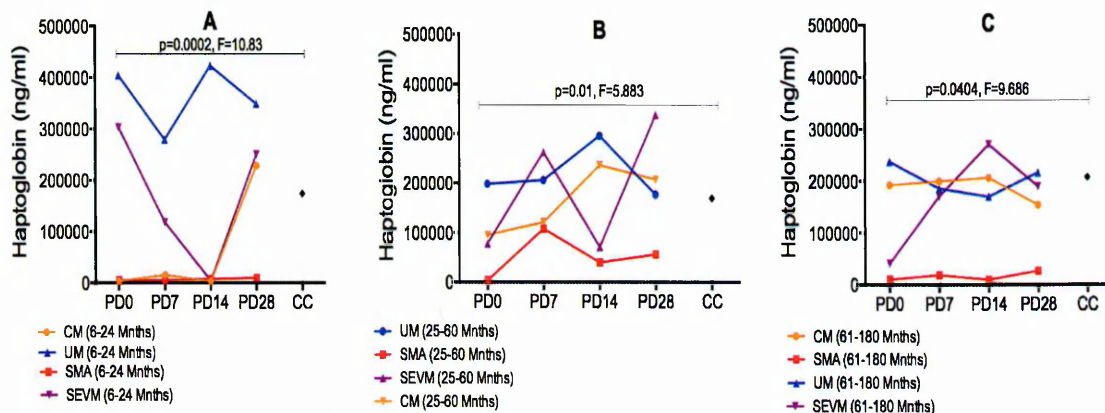 A
Haptoglobin (ng/ml)
500000
400000
300000
200000
100000
0
p=0.0002, F=10.83
PD0 PD7 PD14 PD28 CC
CM (6-24 Mnths)
UM (6-24 Mnths)
SMA (6-24 Mnths)
SEVM (6-24 Mnths)
B
Haptoglobin (ng/ml)
500000
400000
300000
200000
100000
0
p=0.01, F=5.883
PD0 PD7 PD14 PD28 CC
UM (25-60 Mnths)
SMA (25-60 Mnths)
SEVM (25-60 Mnths)
CM (25-60 Mnths)
C
Haptoglobin (ng/ml)
500000
400000
300000
200000
100000
0
p=0.0404, F=9.686
PD0 PD7 PD14 PD28 CC
CM (61-180 Mnths)
SMA (61-180 Mnths)
UM (61-180 Mnths)
SEVM (61-180 Mnths)